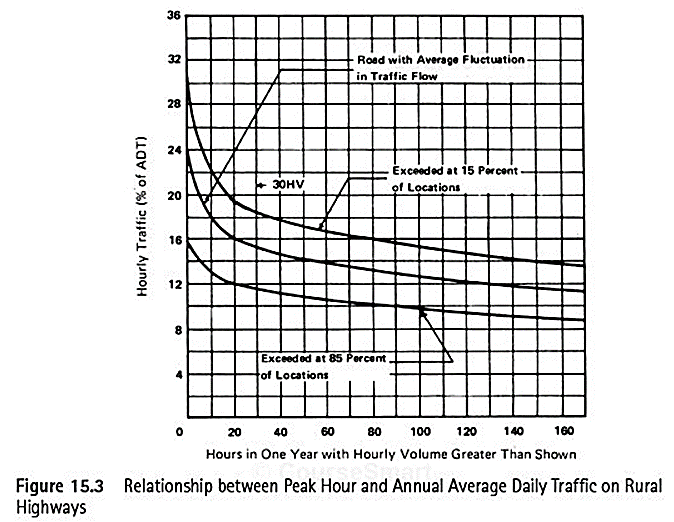 36
32
28
24
20
16
12
8
4
Hourly Traffic (% of ADT)
Road with Average Fluctuation
in Traffic Flow
30HV
Exceeded at 15 Percent
of Locations
Exceeded at 85 Percent
of Locations
0 20 40 60 80 100 120 140 160
Hours in One Year with Hourly Volume Greater Than Shown
© CourseSmart
Figure 15.3 Relationship between Peak Hour and Annual Average Daily Traffic on Rural
Highways